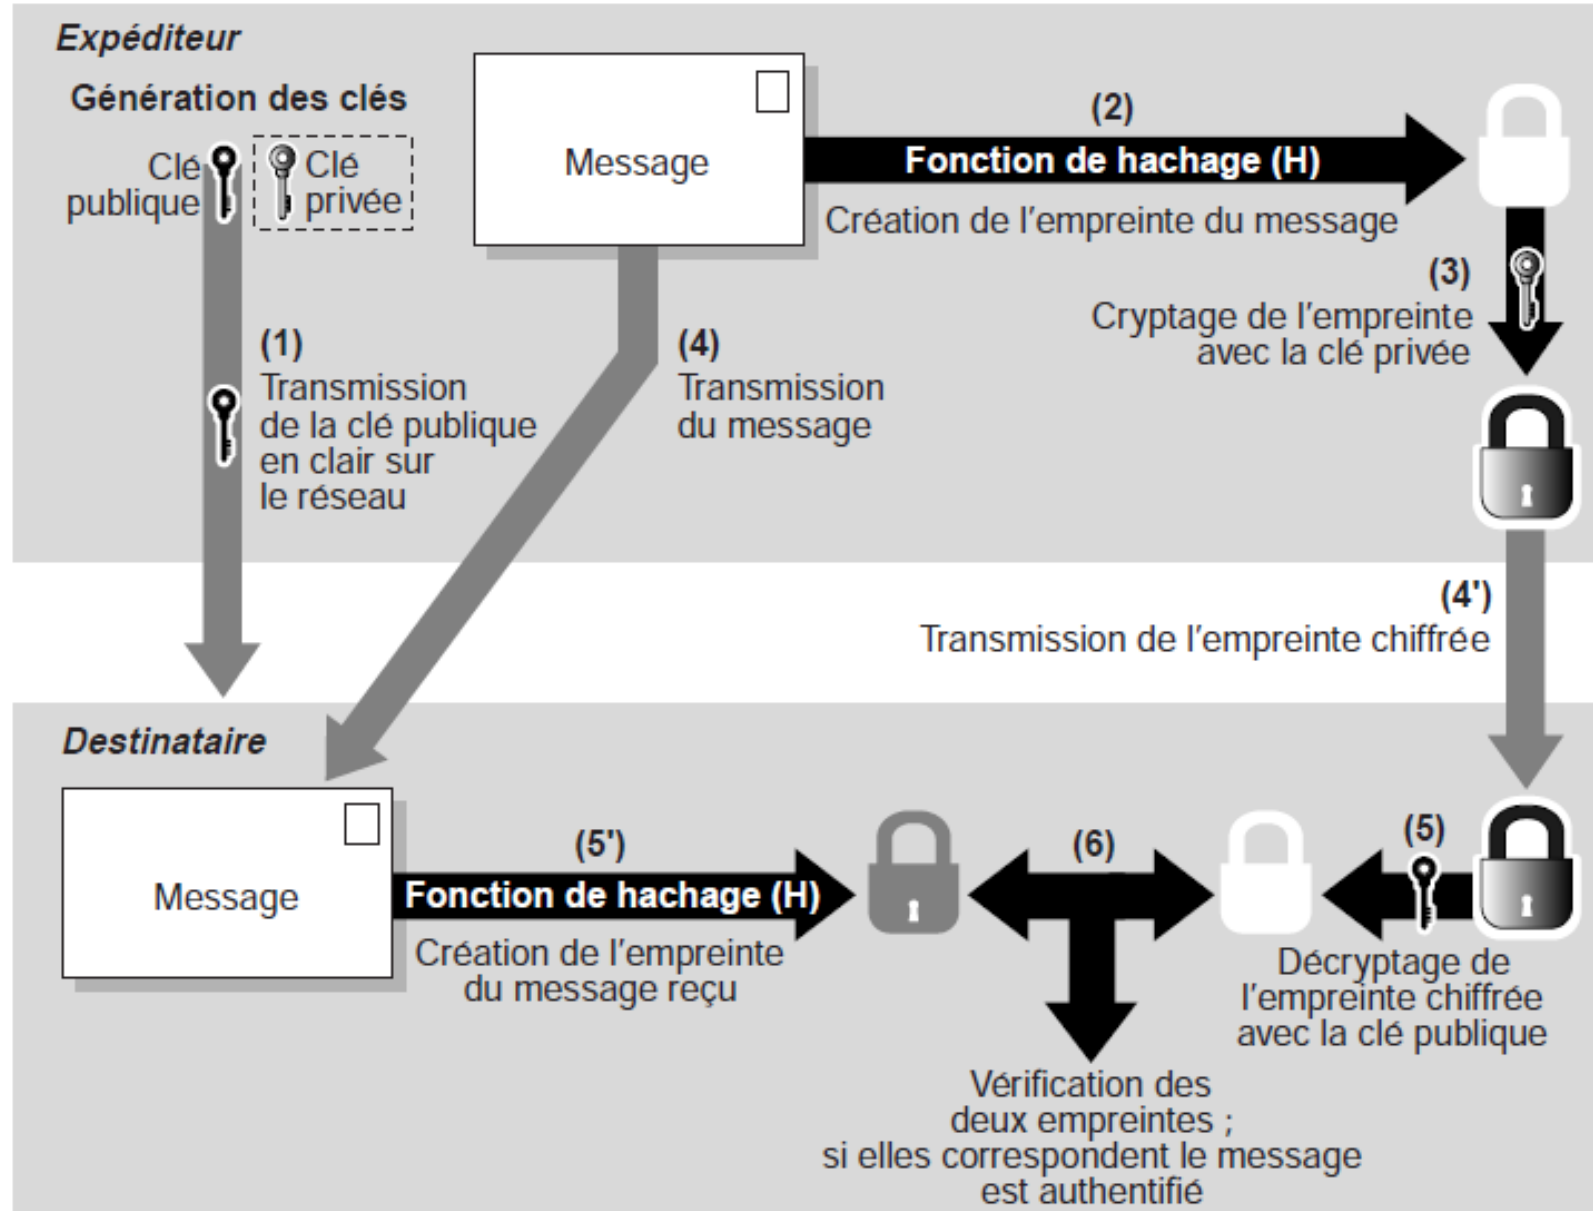 Expéditeur
Génération des clés
Clé
publique
Clé
privée
Message
(2)
Fonction de hachage (H)
Création de l'empreinte du message
(3)
Cryptage de l'empreinte
avec la clé privée
(1)
Transmission
de la clé publique
en clair sur
le réseau
(4)
Transmission
du message
(4')
Transmission de l'empreinte chiffrée
Destinataire
Message
(5')
Fonction de hachage (H)
Création de l'empreinte
du message reçu
(6)
(5)
Décryptage de
l'empreinte chiffrée
avec la clé publique
Vérification des
deux empreintes ;
si elles correspondent le message
est authentifié